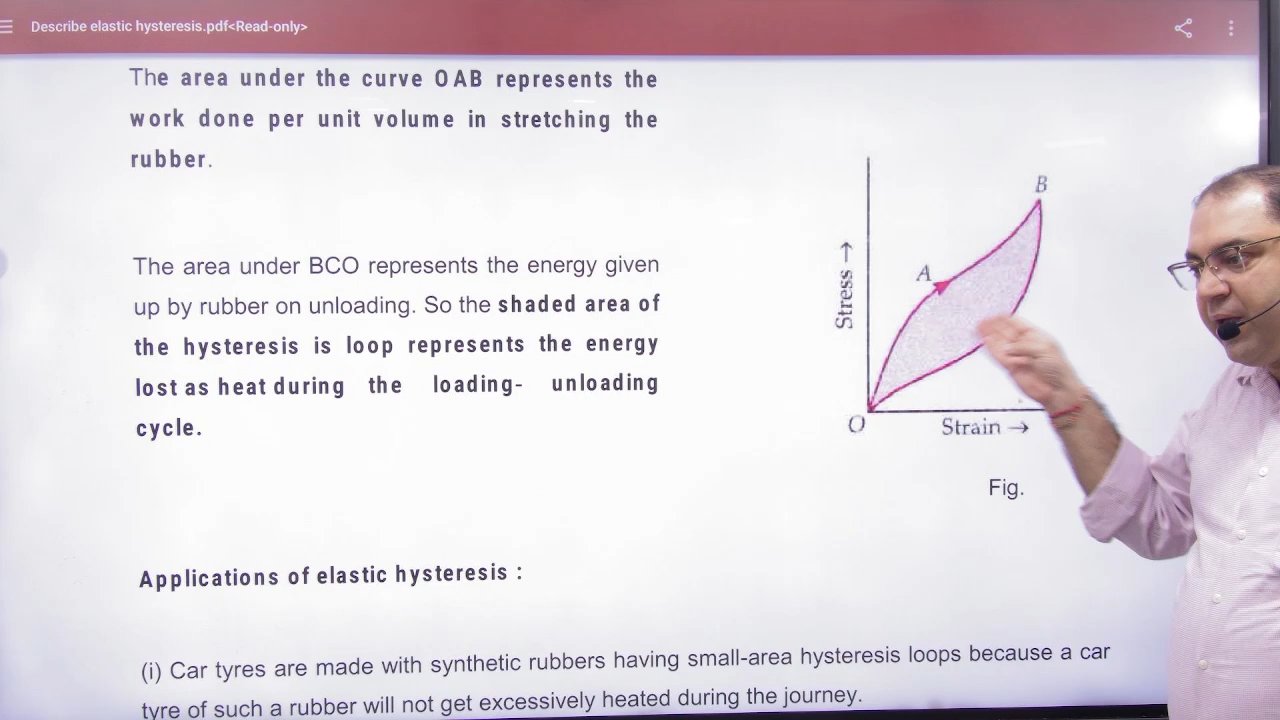 Describe elastic hysteresis.pdf<Read-only>
The area under the curve OAB represents the
work done per unit volume in stretching the
rubber.
The area under BCO represents the energy given
up by rubber on unloading. So the shaded area of
the hysteresis is loop represents the energy
lost as heat during the loading- unloading
cycle.
B
A
Stress →
O
Strain →
Fig.
Applications of elastic hysteresis :
(i) Car tyres are made with synthetic rubbers having small-area hysteresis loops because a car
tyre of such a rubber will not get excessively heated during the journey.